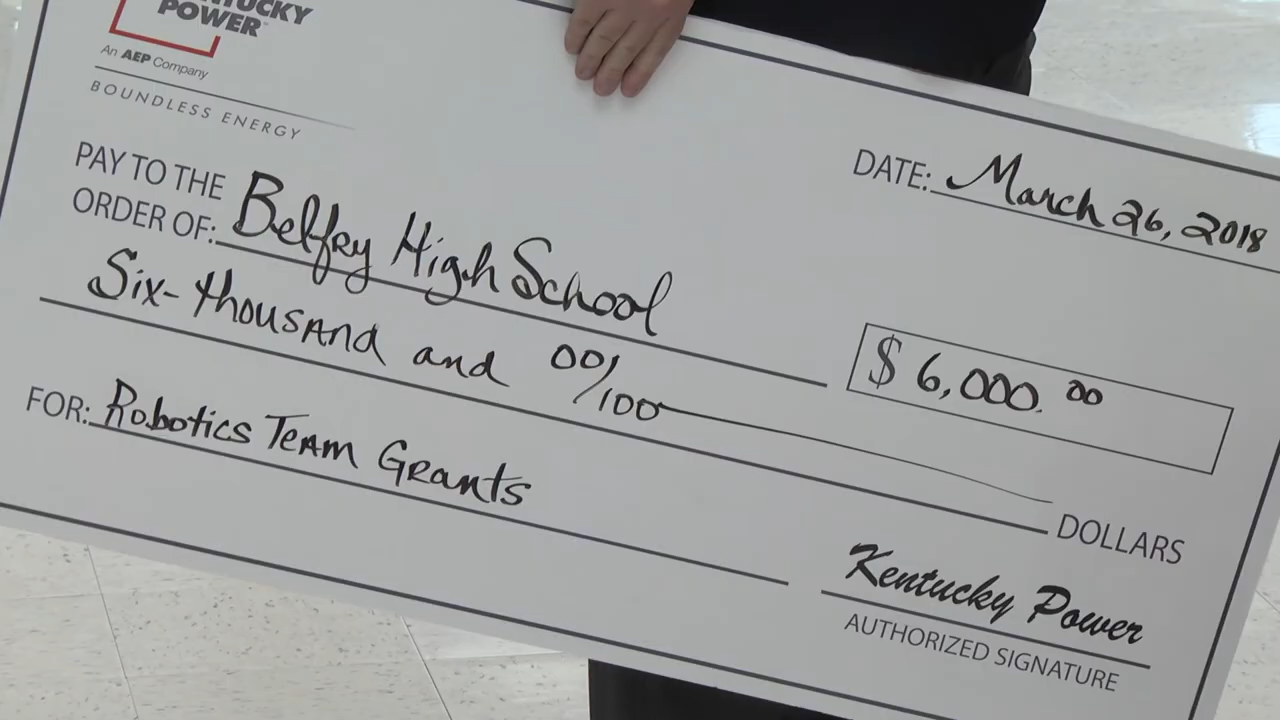 KENTUCKY
POWER
An AEP Company
BOUNDLESS ENERGY
DATE: March 26, 2018
PAY TO THE
ORDER OF: Belfry High School
$ 6,000.00
Six-thousand and 00/100
DOLLARS
FOR: Robotics Team Grants
Kentucky Power
AUTHORIZED SIGNATURE